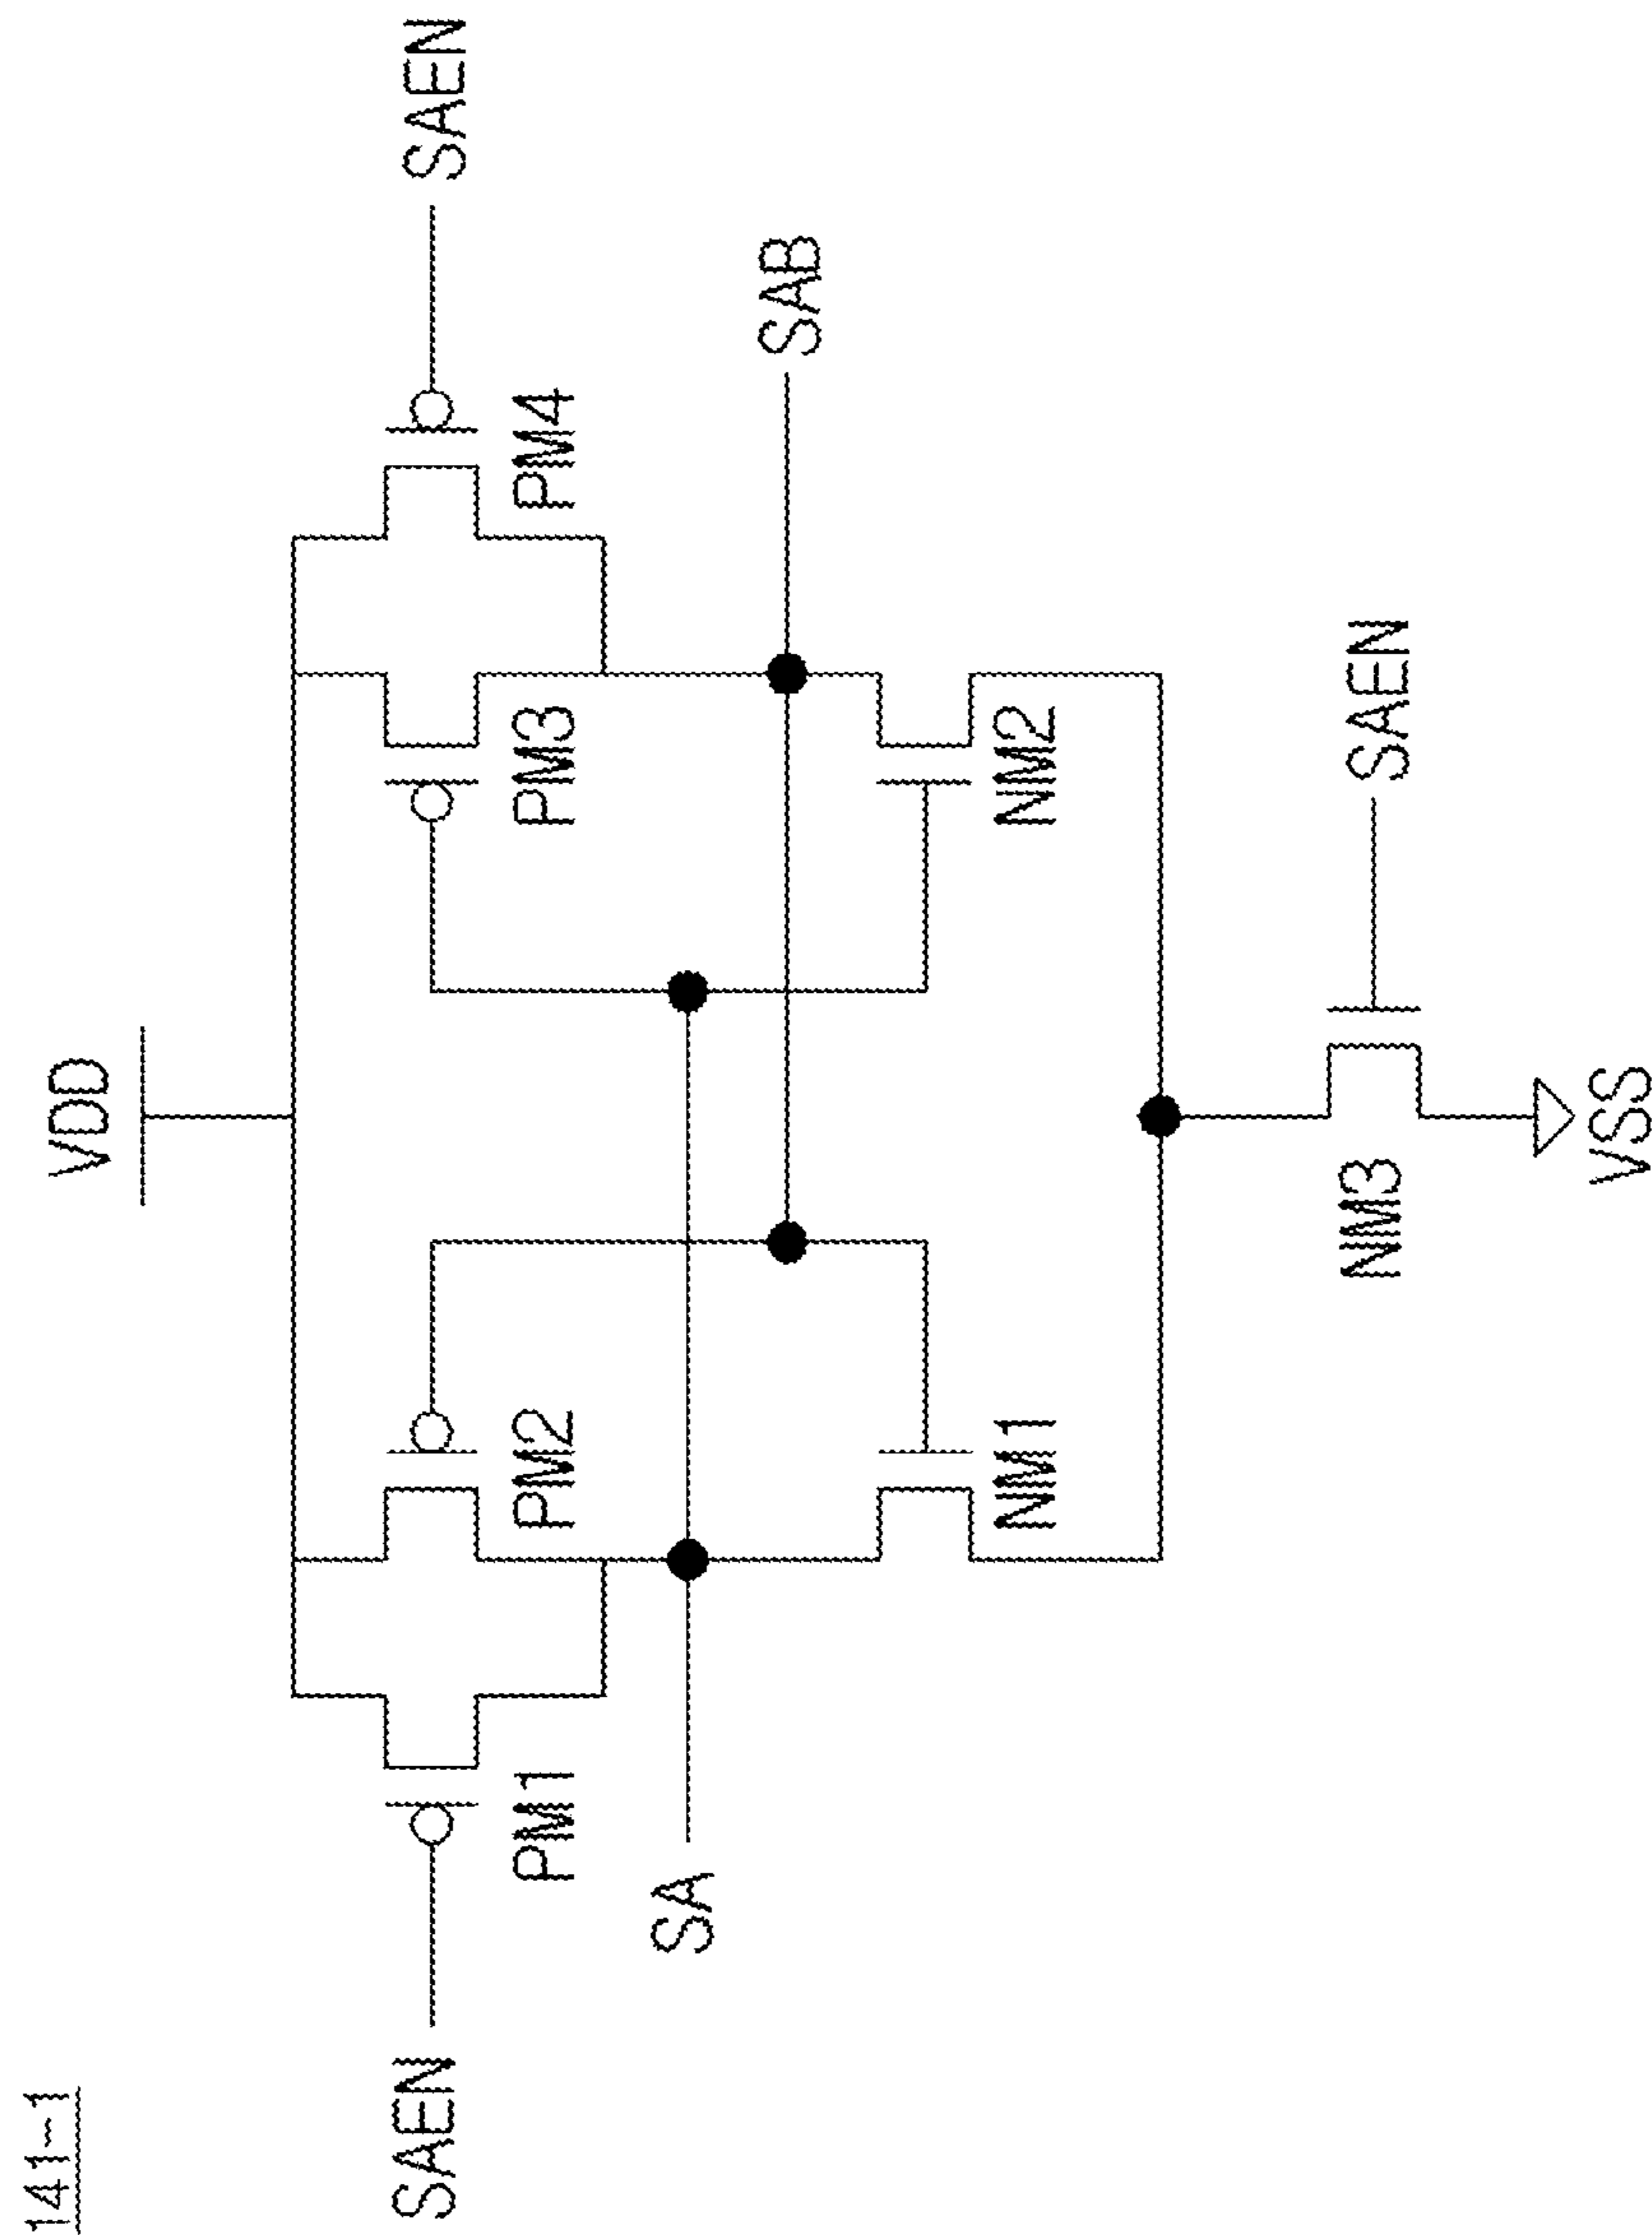 141-1
VDD
SAEN
PM1
PM2
PM3
PM4
SAEN
SA
SAB
NM1
NM2
NM3
SAEN
VSS